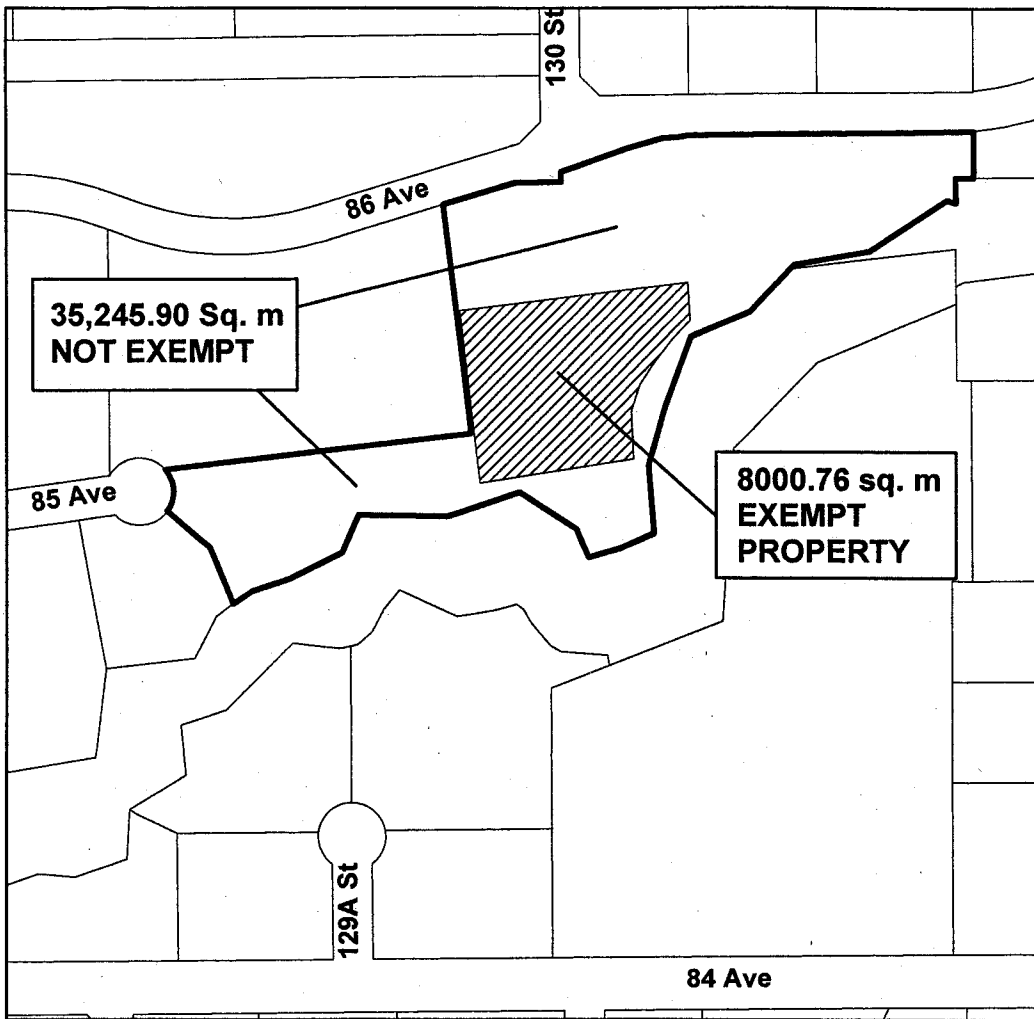 130 St
86 Ave
35,245.90 Sq. m
NOT EXEMPT
85 Ave
8000.76 sq. m
EXEMPT
PROPERTY
129A St
84 Ave